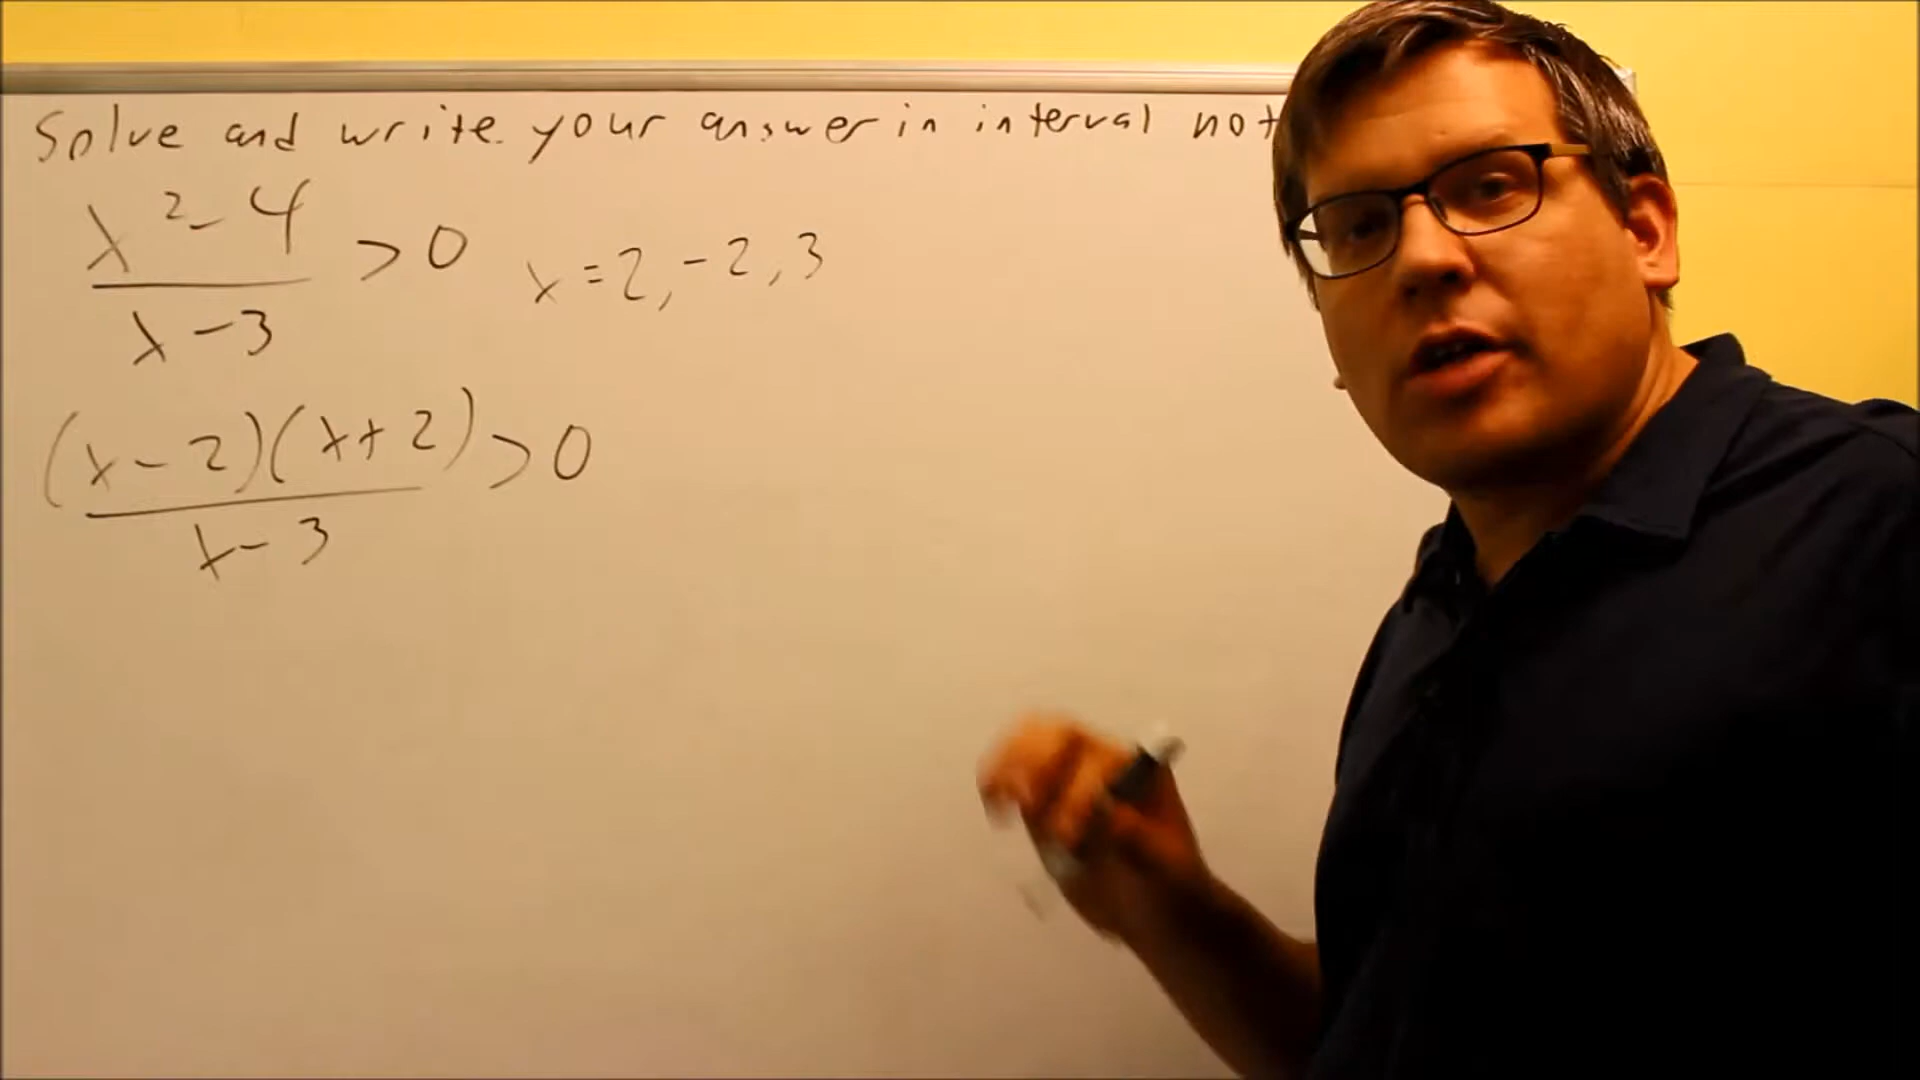 Solve and write your answer in interval not
x² - 4 / x - 3 > 0
x = 2, -2, 3
(x - 2)(x + 2) / x - 3 > 0